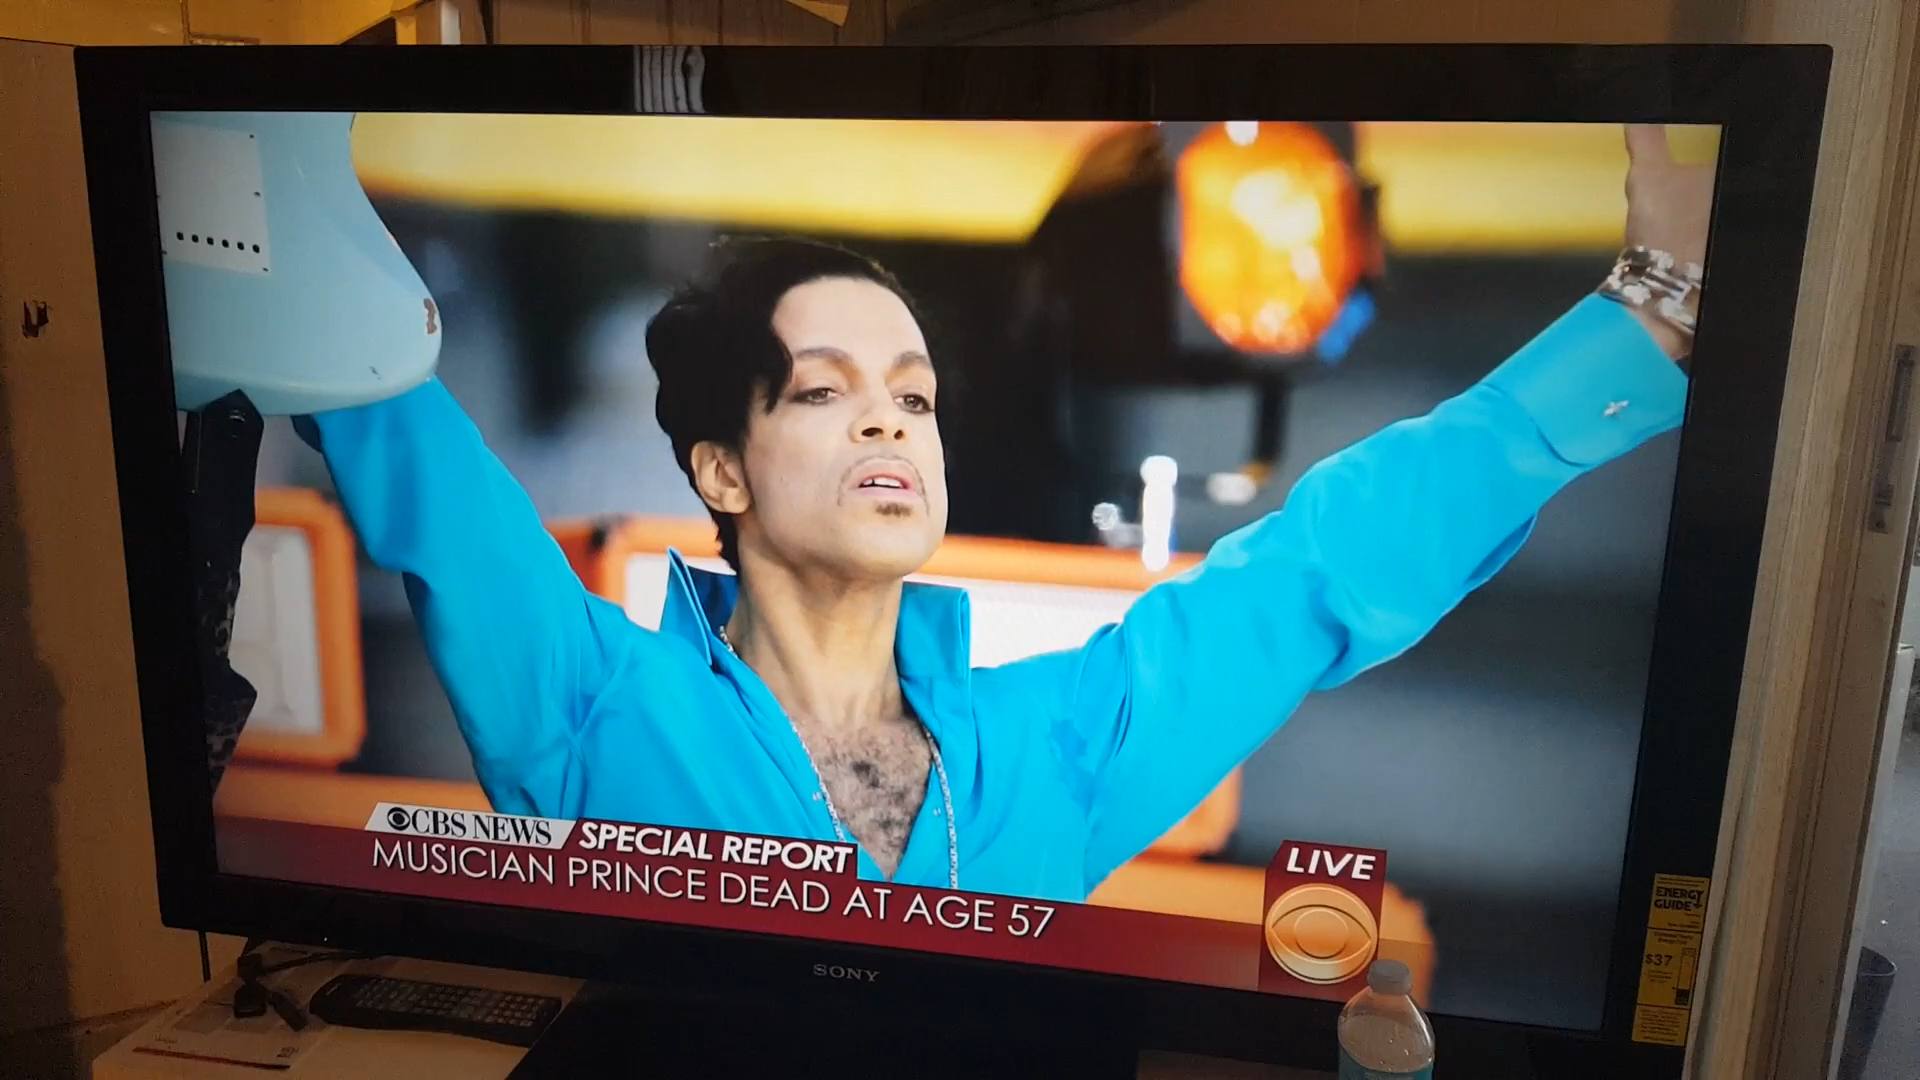 CBS NEWS SPECIAL REPORT
MUSICIAN PRINCE DEAD AT AGE 57
LIVE
SONY
ENERGY
GUIDE
$37